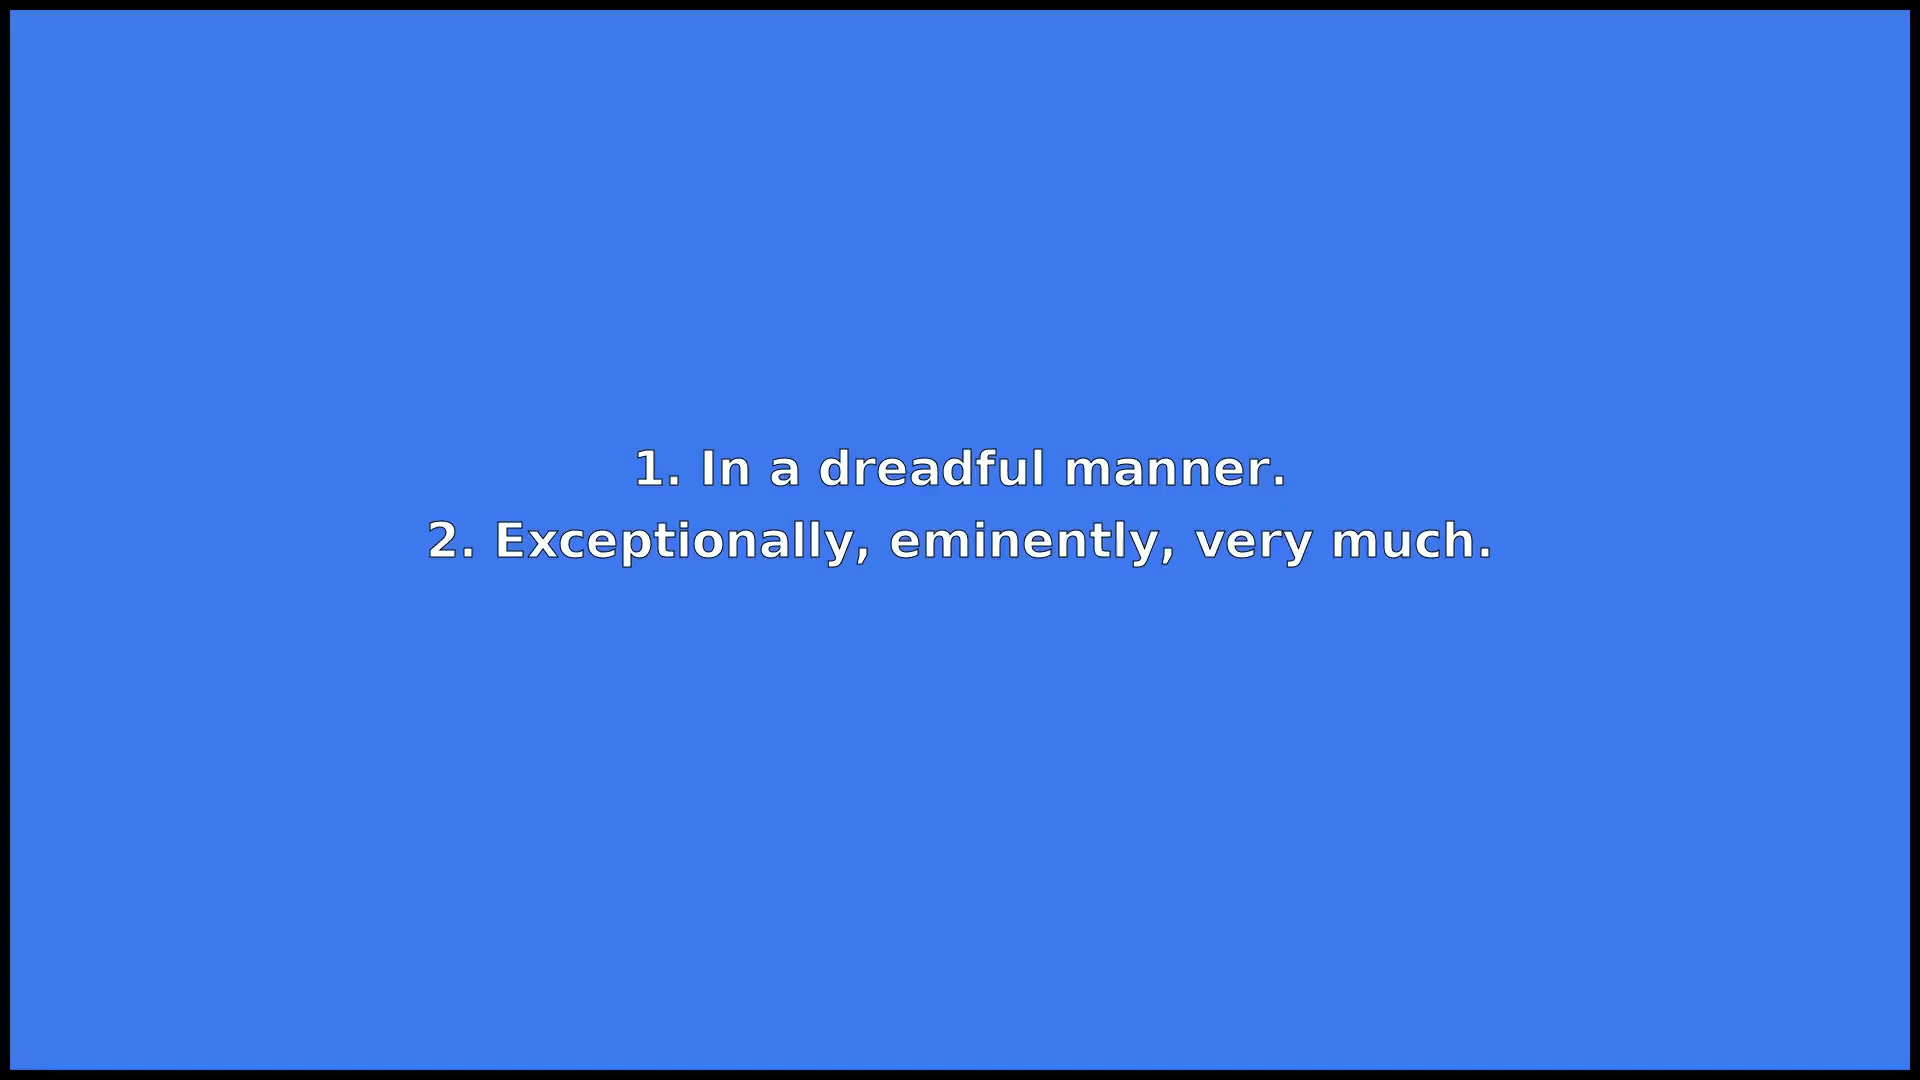 1. In a dreadful manner.
2. Exceptionally, eminently, very much.